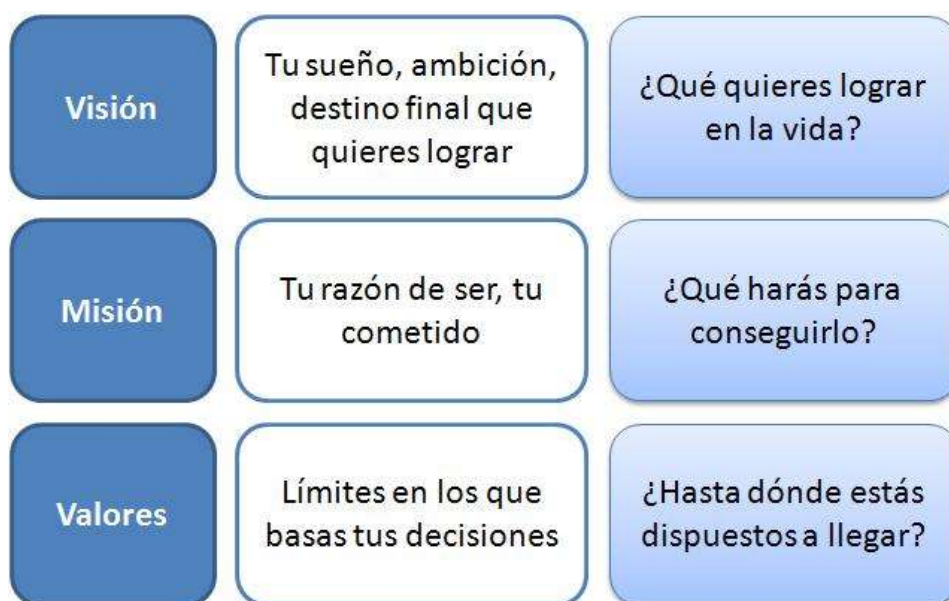 Visión
Tu sueño, ambición,
destino final que
quieres lograr
¿Qué quieres lograr
en la vida?
Misión
Tu razón de ser, tu
cometido
¿Qué harás para
conseguirlo?
Valores
Límites en los que
basas tus decisiones
¿Hasta dónde estás
dispuestos a llegar?